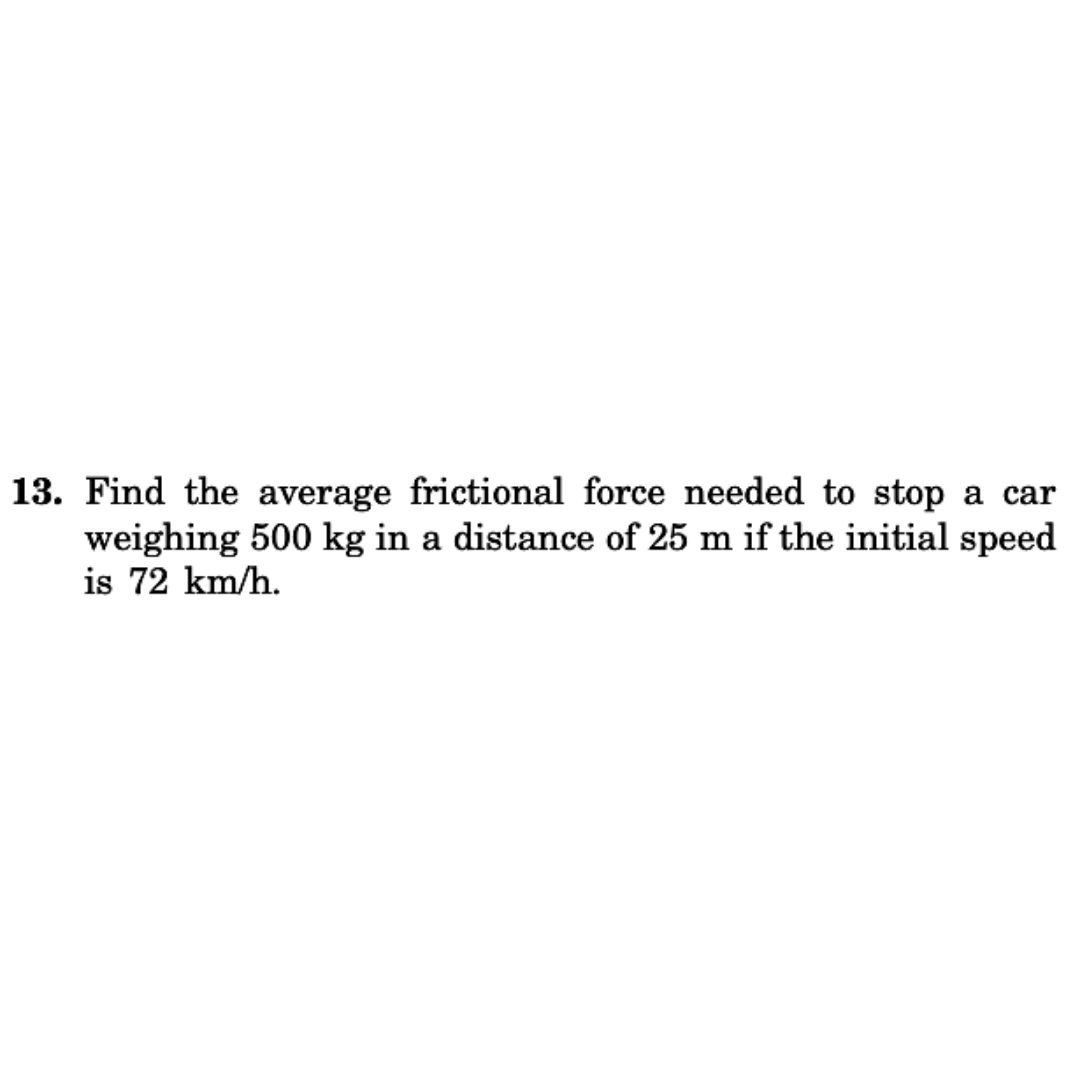 13. Find the average frictional force needed to stop a car
weighing 500 kg in a distance of 25 m if the initial speed
is 72 km/h.